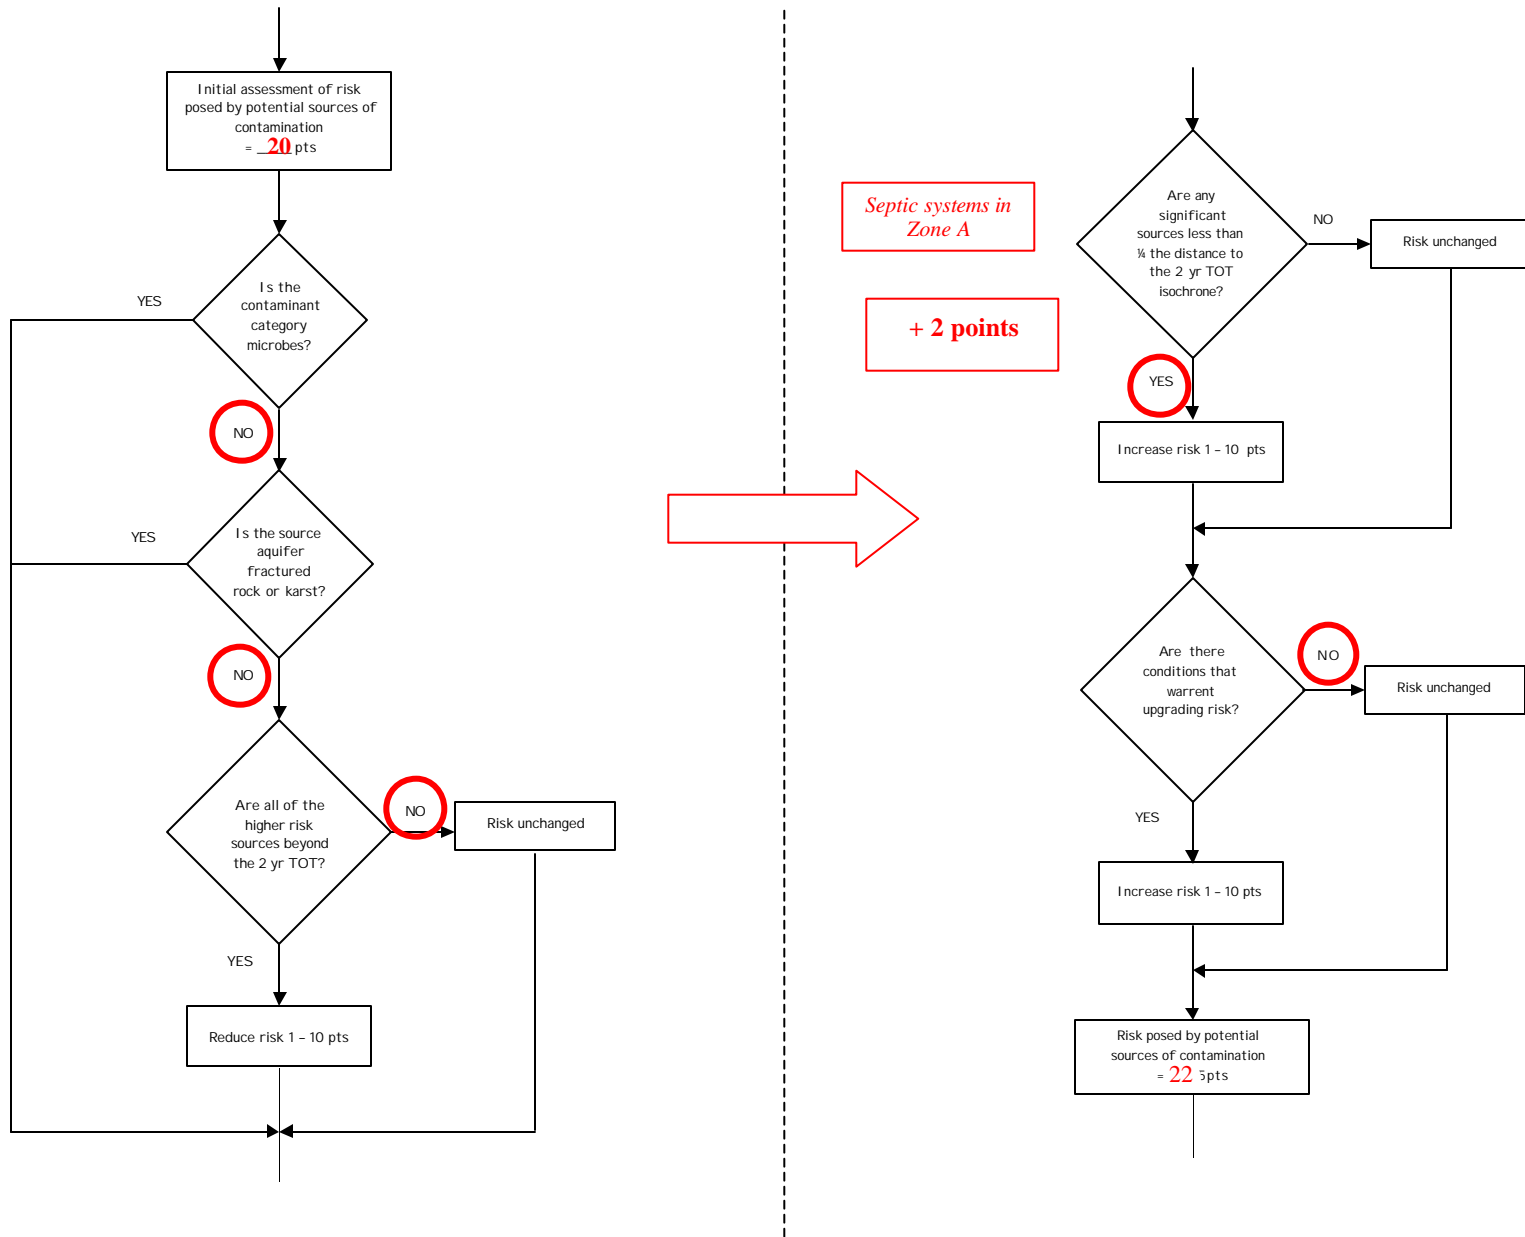 Initial assessment of risk
posed by potential sources of
contamination
= 20 pts
Is the
contaminant
category
microbes?
YES
NO
Is the source
aquifer
fractured
rock or karst?
YES
NO
Are all of the
higher risk
sources beyond
the 2 yr TOT?
NO
Risk unchanged
YES
Reduce risk 1 – 10 pts
Septic systems in
Zone A
+ 2 points
Are any
significant
sources less than
¼ the distance to
the 2 yr TOT
isochrone?
NO
Risk unchanged
YES
Increase risk 1 – 10 pts
Are there
conditions that
warrent
upgrading risk?
NO
Risk unchanged
YES
Increase risk 1 – 10 pts
Risk posed by potential
sources of contamination
= 22 pts